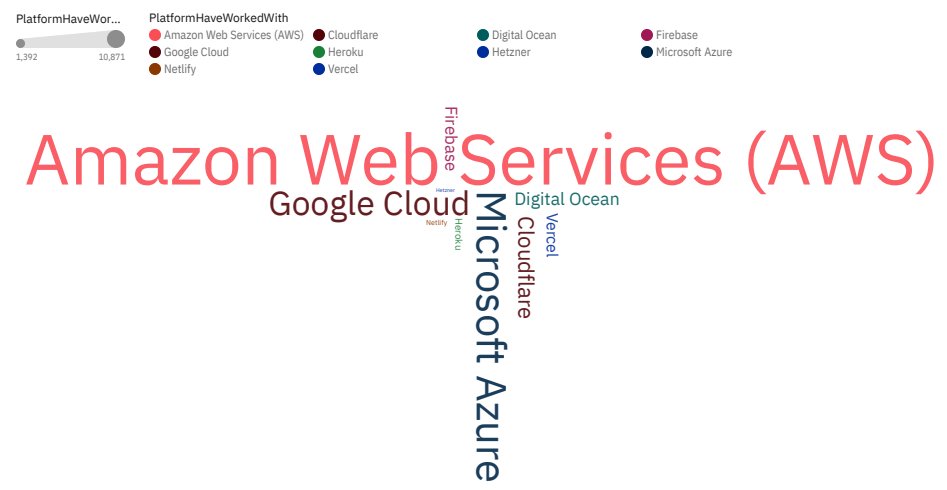 PlatformHaveWor...
1,392 10,871
PlatformHaveWorkedWith
Amazon Web Services (AWS) Cloudflare Digital Ocean Firebase
Google Cloud Heroku Hetzner Microsoft Azure
Netlify Vercel
Firebase
Amazon Web Services (AWS)
Hetzner
Google Cloud
Digital Ocean
Netlify
Heroku
Microsoft Azure
Cloudflare
Vercel